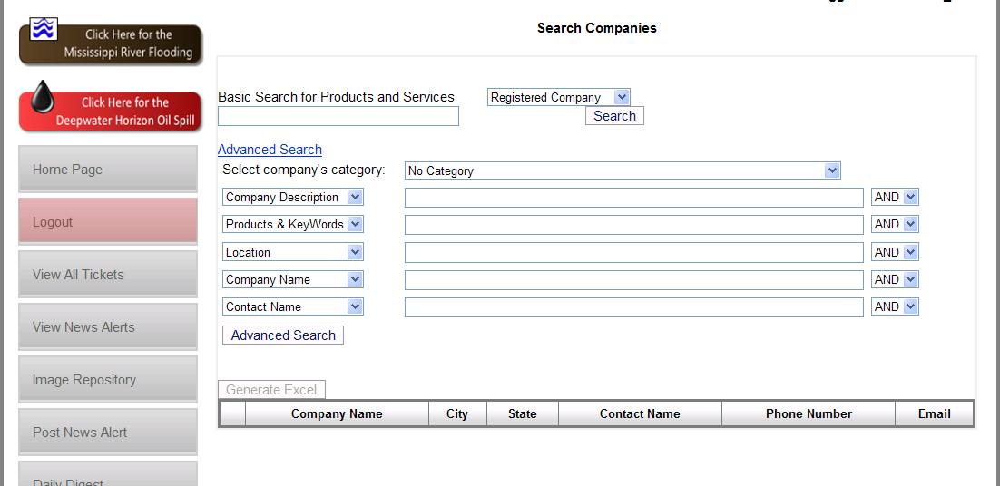 Click Here for the
Mississippi River Flooding
Click Here for the
Deepwater Horizon Oil Spill
Home Page
Logout
View All Tickets
View News Alerts
Image Repository
Post News Alert
Daily Digest
Search Companies
Basic Search for Products and Services Registered Company
Search
Advanced Search
Select company's category: No Category
Company Description AND
Products & KeyWords AND
Location AND
Company Name AND
Contact Name AND
Advanced Search
Generate Excel
Company Name City State Contact Name Phone Number Email